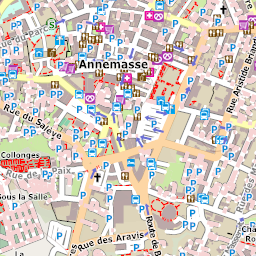 Rue du Parc
Annemasse
Rue du Salève
Rue Aristide Briand
Collonges
Rue de la Paix
sous la Salle
Rue des Aravis
Route de B
Cha
Ro